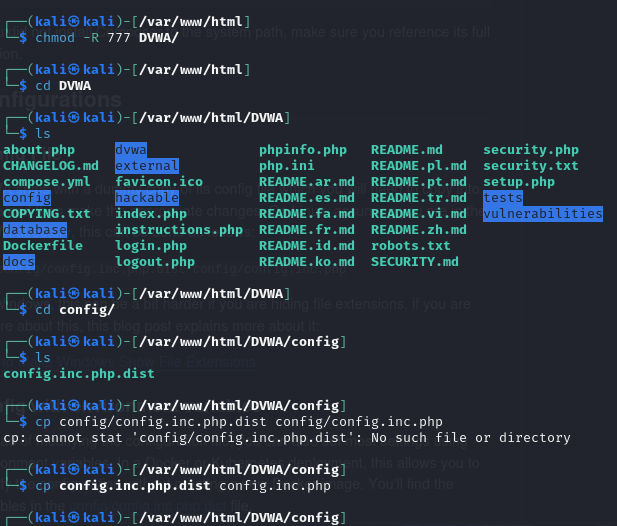 ┌──(kali㉿kali)-[/var/www/html]
└─$ chmod -R 777 DVWA/
┌──(kali㉿kali)-[/var/www/html]
└─$ cd DVWA
┌──(kali㉿kali)-[/var/www/html/DVWA]
└─$ ls
about.php dvwa phpinfo.php README.md security.php
CHANGELOG.md external php.ini README.pl.md security.txt
compose.yml favicon.ico README.ar.md README.pt.md setup.php
config hackable README.es.md README.tr.md tests
COPYING.txt index.php README.fa.md README.vi.md vulnerabilities
database instructions.php README.fr.md README.zh.md
Dockerfile login.php README.id.md robots.txt
docs logout.php README.ko.md SECURITY.md
┌──(kali㉿kali)-[/var/www/html/DVWA]
└─$ cd config/
┌──(kali㉿kali)-[/var/www/html/DVWA/config]
└─$ ls
config.inc.php.dist
┌──(kali㉿kali)-[/var/www/html/DVWA/config]
└─$ cp config/config.inc.php.dist config/config.inc.php
cp: cannot stat 'config/config.inc.php.dist': No such file or directory
┌──(kali㉿kali)-[/var/www/html/DVWA/config]
└─$ cp config.inc.php.dist config.inc.php
┌──(kali㉿kali)-[/var/www/html/DVWA/config]